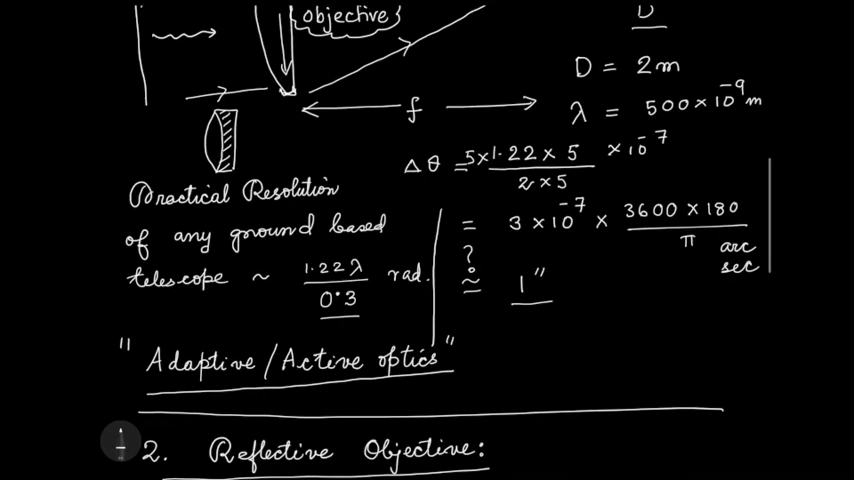 objective
D
D = 2m
f
λ = 500 × 10⁻⁹ m
Δθ = 5×1.22 × 5 / 2 × 5 × 10⁻⁷
Practical Resolution
of any ground based
telescope ~ 1.22λ / 0.3 rad.
= 3 × 10⁻⁷ × 3600 × 180 / π arc sec
?
≃ 1"
"Adaptive/Active optics"
2. Reflective Objective: